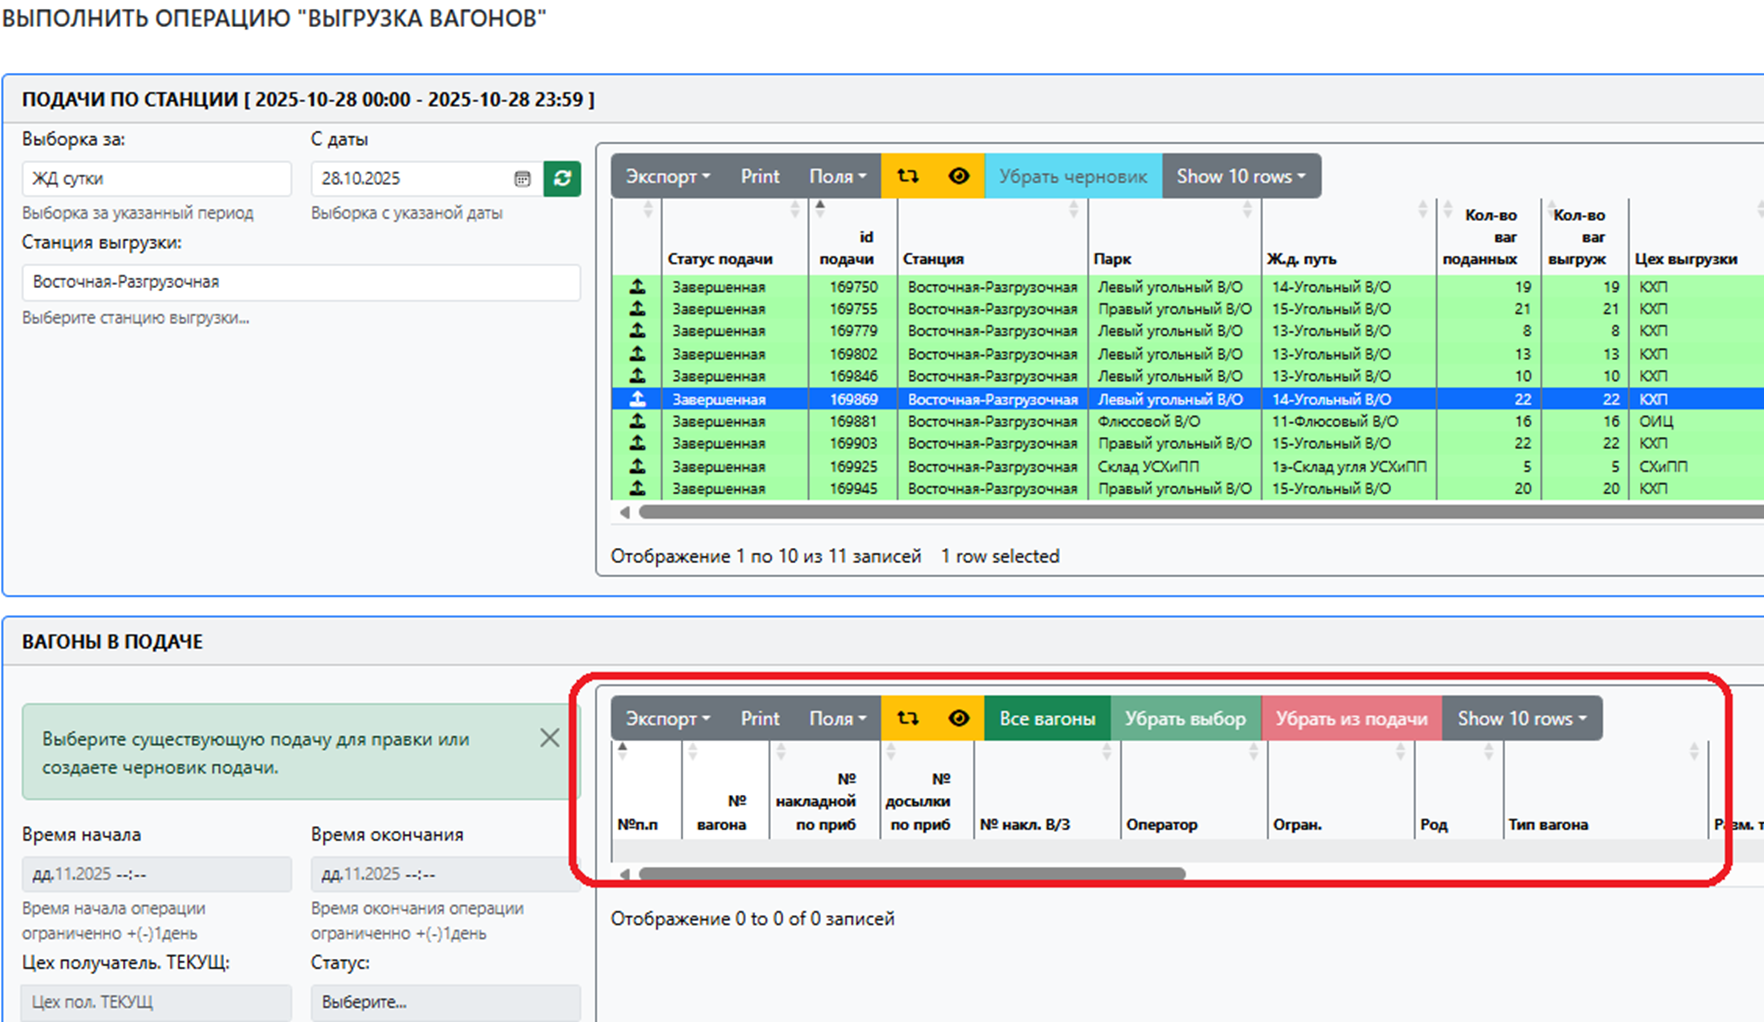 ВЫПОЛНИТЬ ОПЕРАЦИЮ "ВЫГРУЗКА ВАГОНОВ"
ПОДАЧИ ПО СТАНЦИИ [ 2025-10-28 00:00 - 2025-10-28 23:59 ]
Выборка за:
С даты
ЖД сутки
28.10.2025
Выборка за указанный период
Выборка с указаной даты
Станция выгрузки:
Восточная-Разгрузочная
Выберите станцию выгрузки...
Экспорт Print Поля Убрать черновик Show 10 rows
Статус подачи id подачи Станция Парк Ж.д. путь Кол-во ваг поданных Кол-во ваг выгруж Цех выгрузки
Завершенная 169750 Восточная-Разгрузочная Левый угольный В/О 14-Угольный В/О 19 19 КХП
Завершенная 169755 Восточная-Разгрузочная Правый угольный В/О 15-Угольный В/О 21 21 КХП
Завершенная 169779 Восточная-Разгрузочная Левый угольный В/О 13-Угольный В/О 8 8 КХП
Завершенная 169802 Восточная-Разгрузочная Левый угольный В/О 13-Угольный В/О 13 13 КХП
Завершенная 169846 Восточная-Разгрузочная Левый угольный В/О 13-Угольный В/О 10 10 КХП
Завершенная 169869 Восточная-Разгрузочная Левый угольный В/О 14-Угольный В/О 22 22 КХП
Завершенная 169881 Восточная-Разгрузочная Флюсовой В/О 11-Флюсовый В/О 16 16 ОИЦ
Завершенная 169903 Восточная-Разгрузочная Правый угольный В/О 15-Угольный В/О 22 22 КХП
Завершенная 169925 Восточная-Разгрузочная Склад УСХиПП 1э-Склад угля УСХиПП 5 5 СХиПП
Завершенная 169945 Восточная-Разгрузочная Правый угольный В/О 15-Угольный В/О 20 20 КХП
Отображение 1 по 10 из 11 записей 1 row selected
ВАГОНЫ В ПОДАЧЕ
Выберите существующую подачу для правки или
создаете черновик подачи.
Время начала
Время окончания
дд.11.2025 --:--
дд.11.2025 --:--
Время начала операции
ограниченно +(-)1день
Время окончания операции
ограниченно +(-)1день
Цех получатель. ТЕКУЩ:
Статус:
Цех пол. ТЕКУЩ
Выберите...
Экспорт Print Поля Все вагоны Убрать выбор Убрать из подачи Show 10 rows
№п.п № вагона № накладной по приб № досылки по приб № накл. В/З Оператор Огран. Род Тип вагона
Отображение 0 to 0 of 0 записей